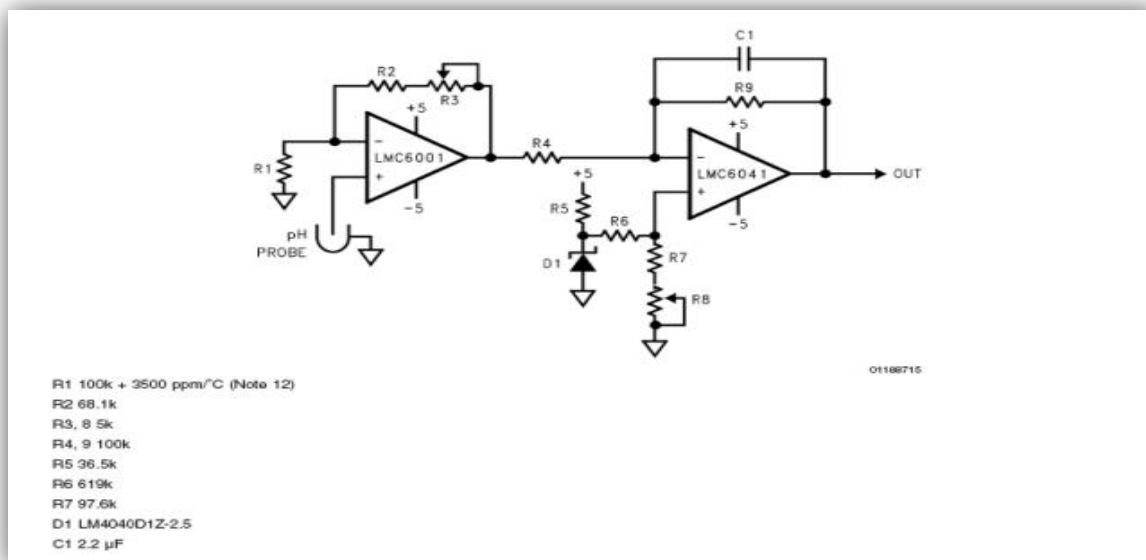 C1
R2
R9
R3
+5
+5
R4
LMC6001
LMC6041
OUT
R1
+5
R5
R6
-5
-5
pH
PROBE
R7
D1
R8
01188715
R1 100k + 3500 ppm/°C (Note 12)
R2 68.1k
R3, 8 5k
R4, 9 100k
R5 36.5k
R6 619k
R7 97.6k
D1 LM4040D1Z-2.5
C1 2.2 µF